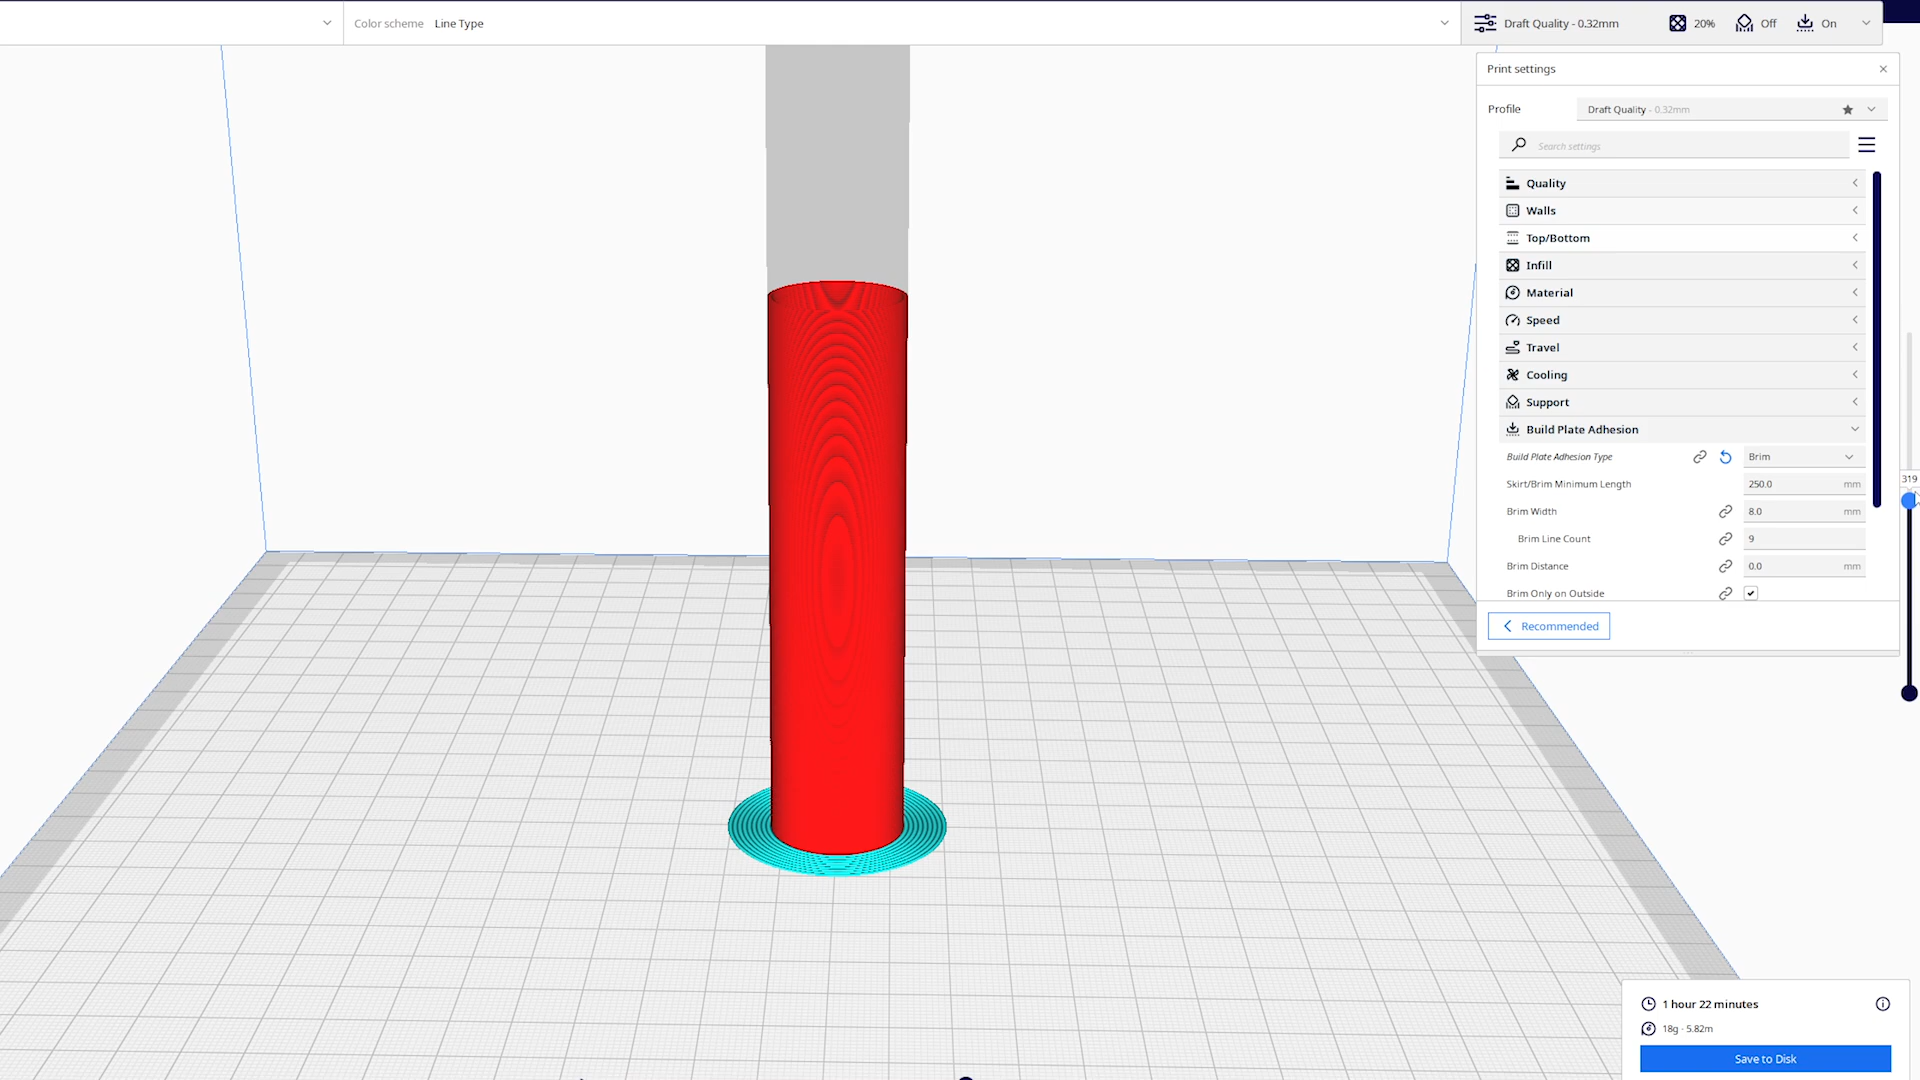 Color scheme Line Type
Draft Quality - 0.32mm 20% Off On
Print settings
Profile Draft Quality - 0.32mm
Search settings
Quality
Walls
Top/Bottom
Infill
Material
Speed
Travel
Cooling
Support
Build Plate Adhesion
Build Plate Adhesion Type Brim
Skirt/Brim Minimum Length 250.0 mm
319
Brim Width 8.0 mm
Brim Line Count 9
Brim Distance 0.0 mm
Brim Only on Outside
Recommended
1 hour 22 minutes
18g · 5.82m
Save to Disk